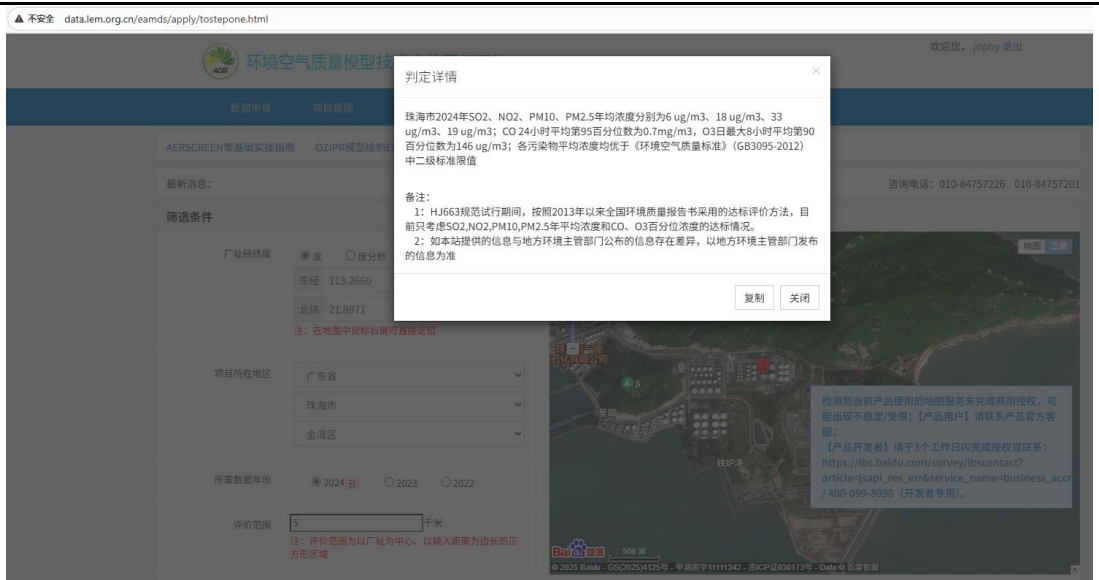 不安全 data.lem.org.cn/eamds/apply/tostepone.html
ACEE
环境空气质量模型技
欢迎您， jophy 退出
数据申请 项目管理
AERSCREEN零基础实操指南 OZIPR模型绘制E
最新消息:
咨询电话：010-84757226 010-84757201
筛选条件
判定详情 ×
珠海市2024年SO2、NO2、PM10、PM2.5年均浓度分别为6 ug/m3、18 ug/m3、33
ug/m3、19 ug/m3；CO 24小时平均第95百分位数为0.7mg/m3，O3日最大8小时平均第90
百分位数为146 ug/m3；各污染物平均浓度均优于《环境空气质量标准》（GB3095-2012）
中二级标准限值
备注：
1：HJ663规范试行期间，按照2013年以来全国环境质量报告书采用的达标评价方法，目
前只考虑SO2,NO2,PM10,PM2.5年平均浓度和CO、O3百分位浓度的达标情况。
2：如本站提供的信息与地方环境主管部门公布的信息存在差异，以地方环境主管部门发布
的信息为准
复制 关闭
厂址经纬度 度 度分秒
东经 113.2660
北纬 21.8971
注：在地图中鼠标右键可直接定位
项目所在地区 广东省
珠海市
金湾区
所需数据年份 2024 新 2023 2022
评价范围 5 千米
注：评价范围为以厂址为中心、以输入距离为边长的正
方形区域
地图 卫星
石化有限公司
5
铁炉湾
检测到当前产品使用的地图服务未完成商用授权，可
能出现不稳定/受限;【产品用户】请联系产品官方客
服;
【产品开发者】请于3个工作日内完成授权或联系：
https://lbs.baidu.com/survey/lbscontact?
article=jsapi_res_err&service_name=business_accr
/ 400-099-8998（开发者专用）。
Bai 地图 500 米
© 2025 Baidu - GS(2025)4125号 - 甲测资字11111342 - 京ICP证030173号 - Data © 百度智图